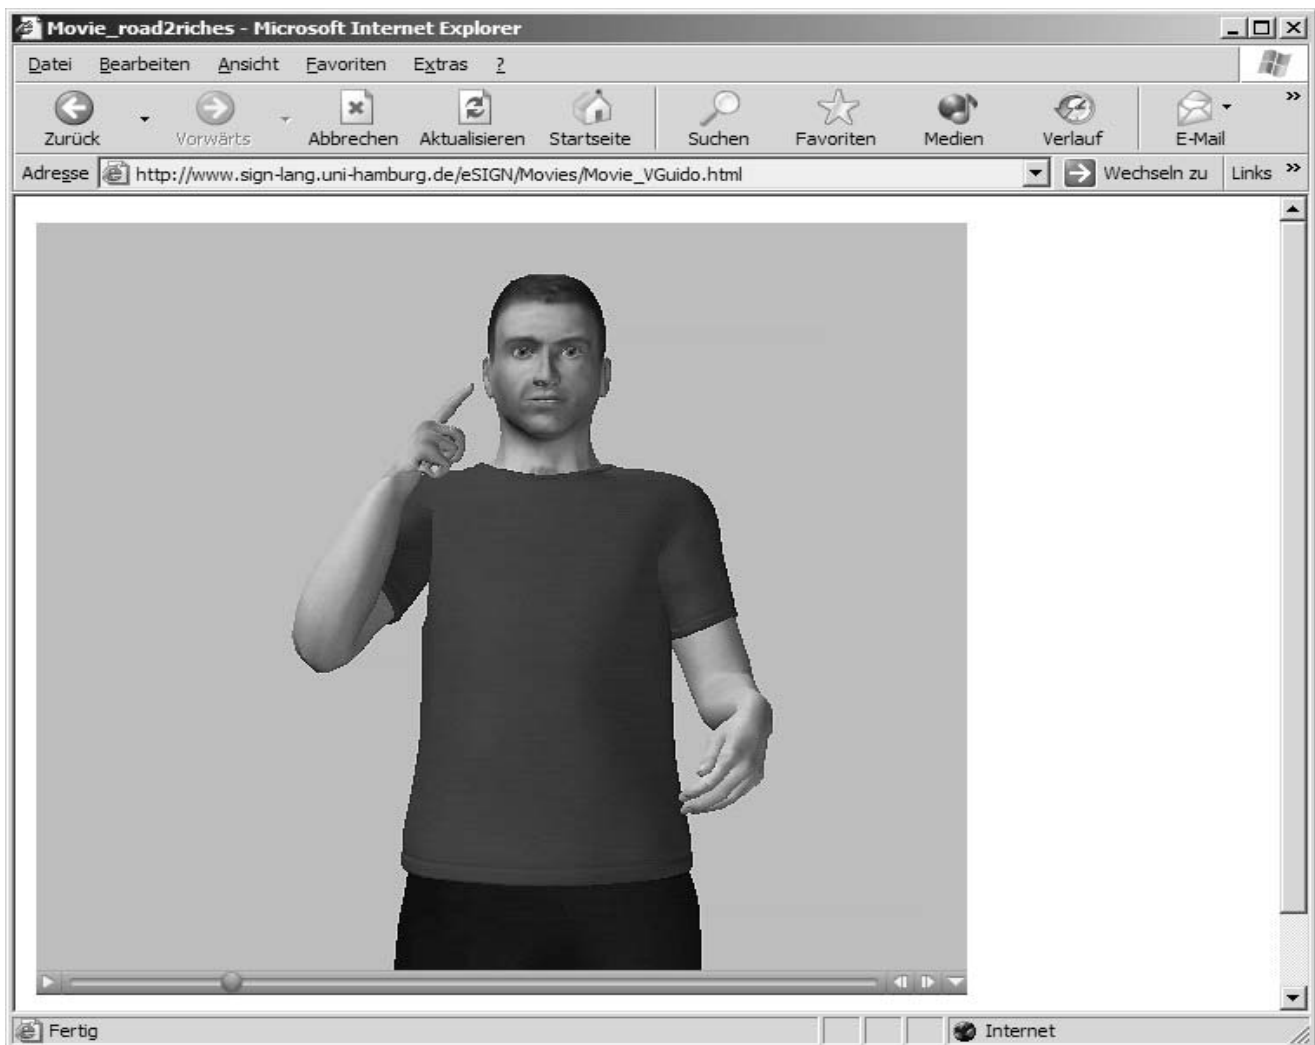 Movie_road2riches - Microsoft Internet Explorer
Datei Bearbeiten Ansicht Favoriten Extras ?
Zurück Vorwärts Abbrechen Aktualisieren Startseite Suchen Favoriten Medien Verlauf E-Mail »
Adresse http://www.sign-lang.uni-hamburg.de/eSIGN/Movies/Movie_VGuido.html Wechseln zu Links »
Fertig Internet